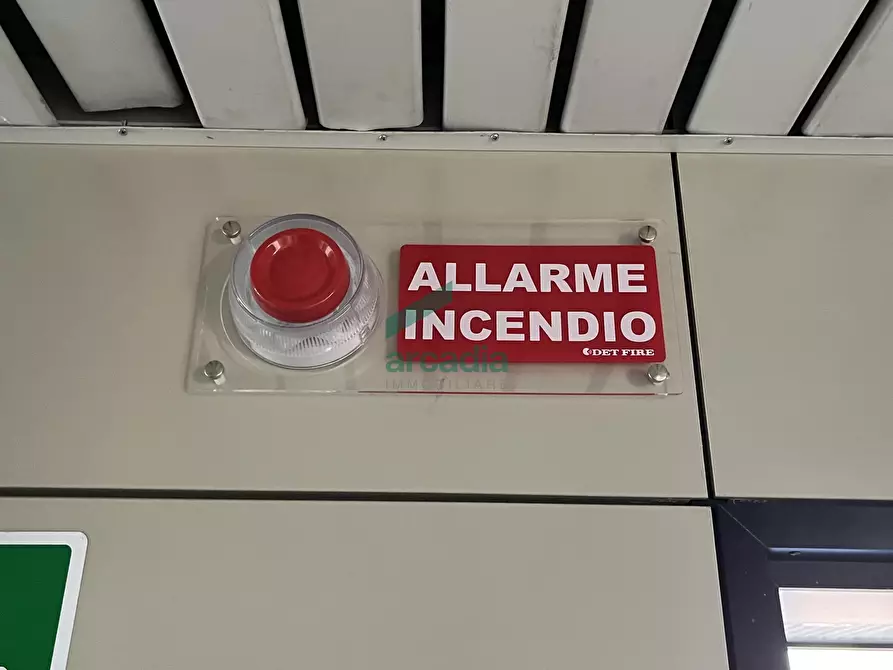 ALLARME
INCENDIO
DET FIRE
arcadia
IMMOBILIARE